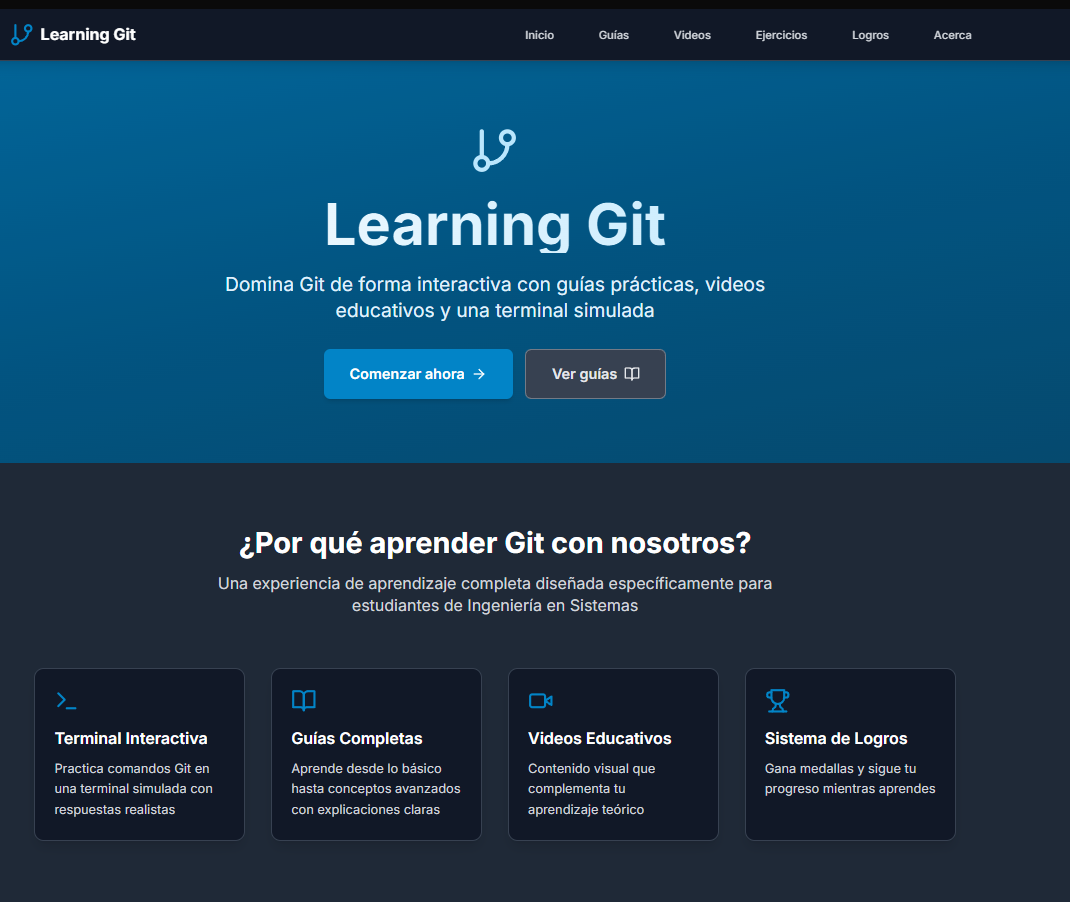 Learning Git
Inicio Guías Videos Ejercicios Logros Acerca
Learning Git
Domina Git de forma interactiva con guías prácticas, videos
educativos y una terminal simulada
Comenzar ahora
Ver guías
¿Por qué aprender Git con nosotros?
Una experiencia de aprendizaje completa diseñada específicamente para
estudiantes de Ingeniería en Sistemas
Terminal Interactiva
Practica comandos Git en
una terminal simulada con
respuestas realistas
Guías Completas
Aprende desde lo básico
hasta conceptos avanzados
con explicaciones claras
Videos Educativos
Contenido visual que
complementa tu
aprendizaje teórico
Sistema de Logros
Gana medallas y sigue tu
progreso mientras aprendes